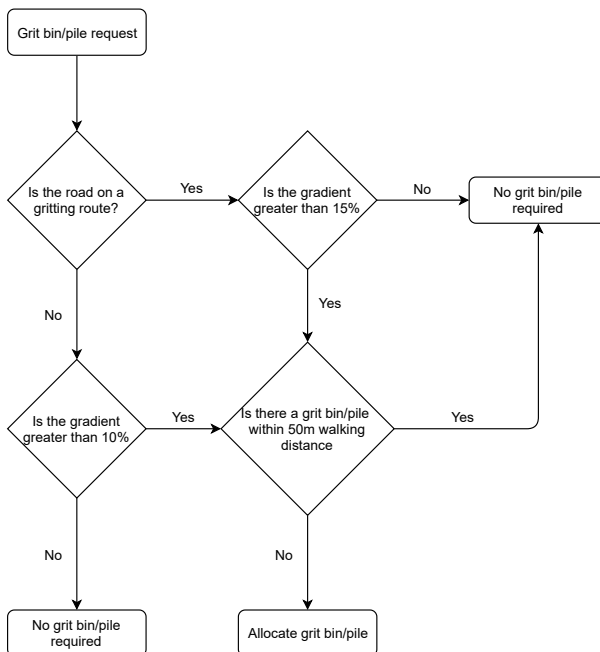 Grit bin/pile request
Is the road on a
gritting route?
Yes
Is the gradient
greater than 15%
No
No grit bin/pile
required
No
Yes
Is the gradient
greater than 10%
Yes
Is there a grit bin/pile
within 50m walking
distance
Yes
No
No
No grit bin/pile
required
Allocate grit bin/pile